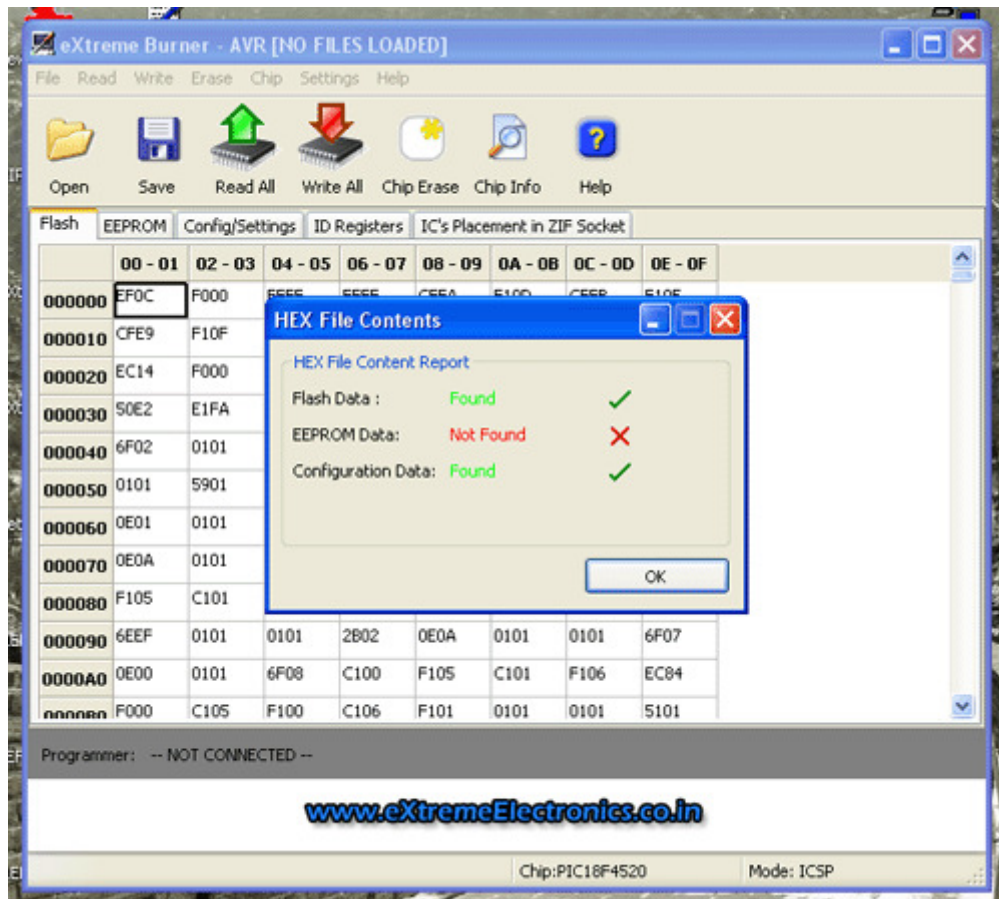 eXtreme Burner - AVR [NO FILES LOADED]
File Read Write Erase Chip Settings Help
Open Save Read All Write All Chip Erase Chip Info Help
Flash EEPROM Config/Settings ID Registers IC's Placement in ZIF Socket
00 - 01 02 - 03 04 - 05 06 - 07 08 - 09 0A - 0B 0C - 0D 0E - 0F
000000 EF0C F000
000010 CFE9 F10F
000020 EC14 F000
000030 50E2 E1FA
000040 6F02 0101
000050 0101 5901
000060 0E01 0101
000070 0E0A 0101
000080 F105 C101
000090 6EEF 0101 0101 2B02 0E0A 0101 0101 6F07
0000A0 0E00 0101 6F08 C100 F105 C101 F106 EC84
0000B0 F000 C105 F100 C106 F101 0101 0101 5101
HEX File Contents
HEX File Content Report
Flash Data : Found
EEPROM Data: Not Found
Configuration Data: Found
OK
Programmer: -- NOT CONNECTED --
www.eXtremeElectronics.co.in
Chip:PIC18F4520 Mode: ICSP